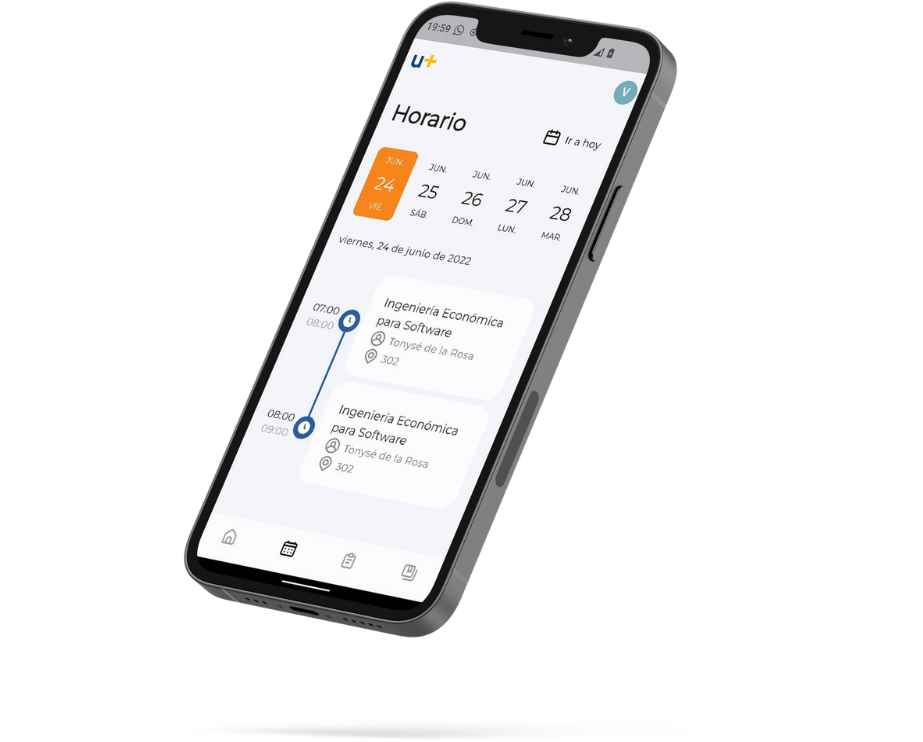 19:59
u+
V
Horario
Ir a hoy
JUN. JUN. JUN. JUN. JUN.
24 25 26 27 28
VIE. SÁB. DOM. LUN. MAR.
viernes, 24 de junio de 2022
07:00
08:00
Ingeniería Económica
para Software
Tonysé de la Rosa
302
08:00
09:00
Ingeniería Económica
para Software
Tonysé de la Rosa
302